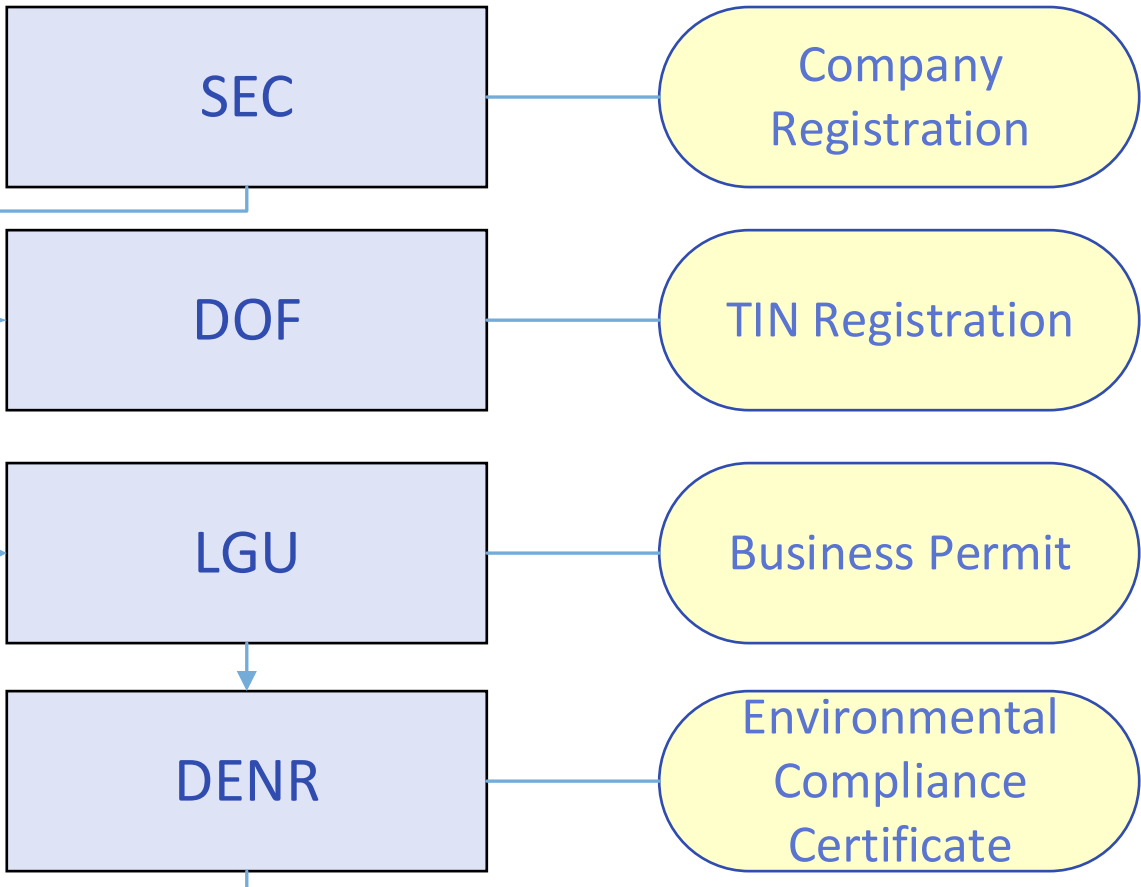 SEC
Company
Registration
DOF
TIN Registration
LGU
Business Permit
DENR
Environmental
Compliance
Certificate